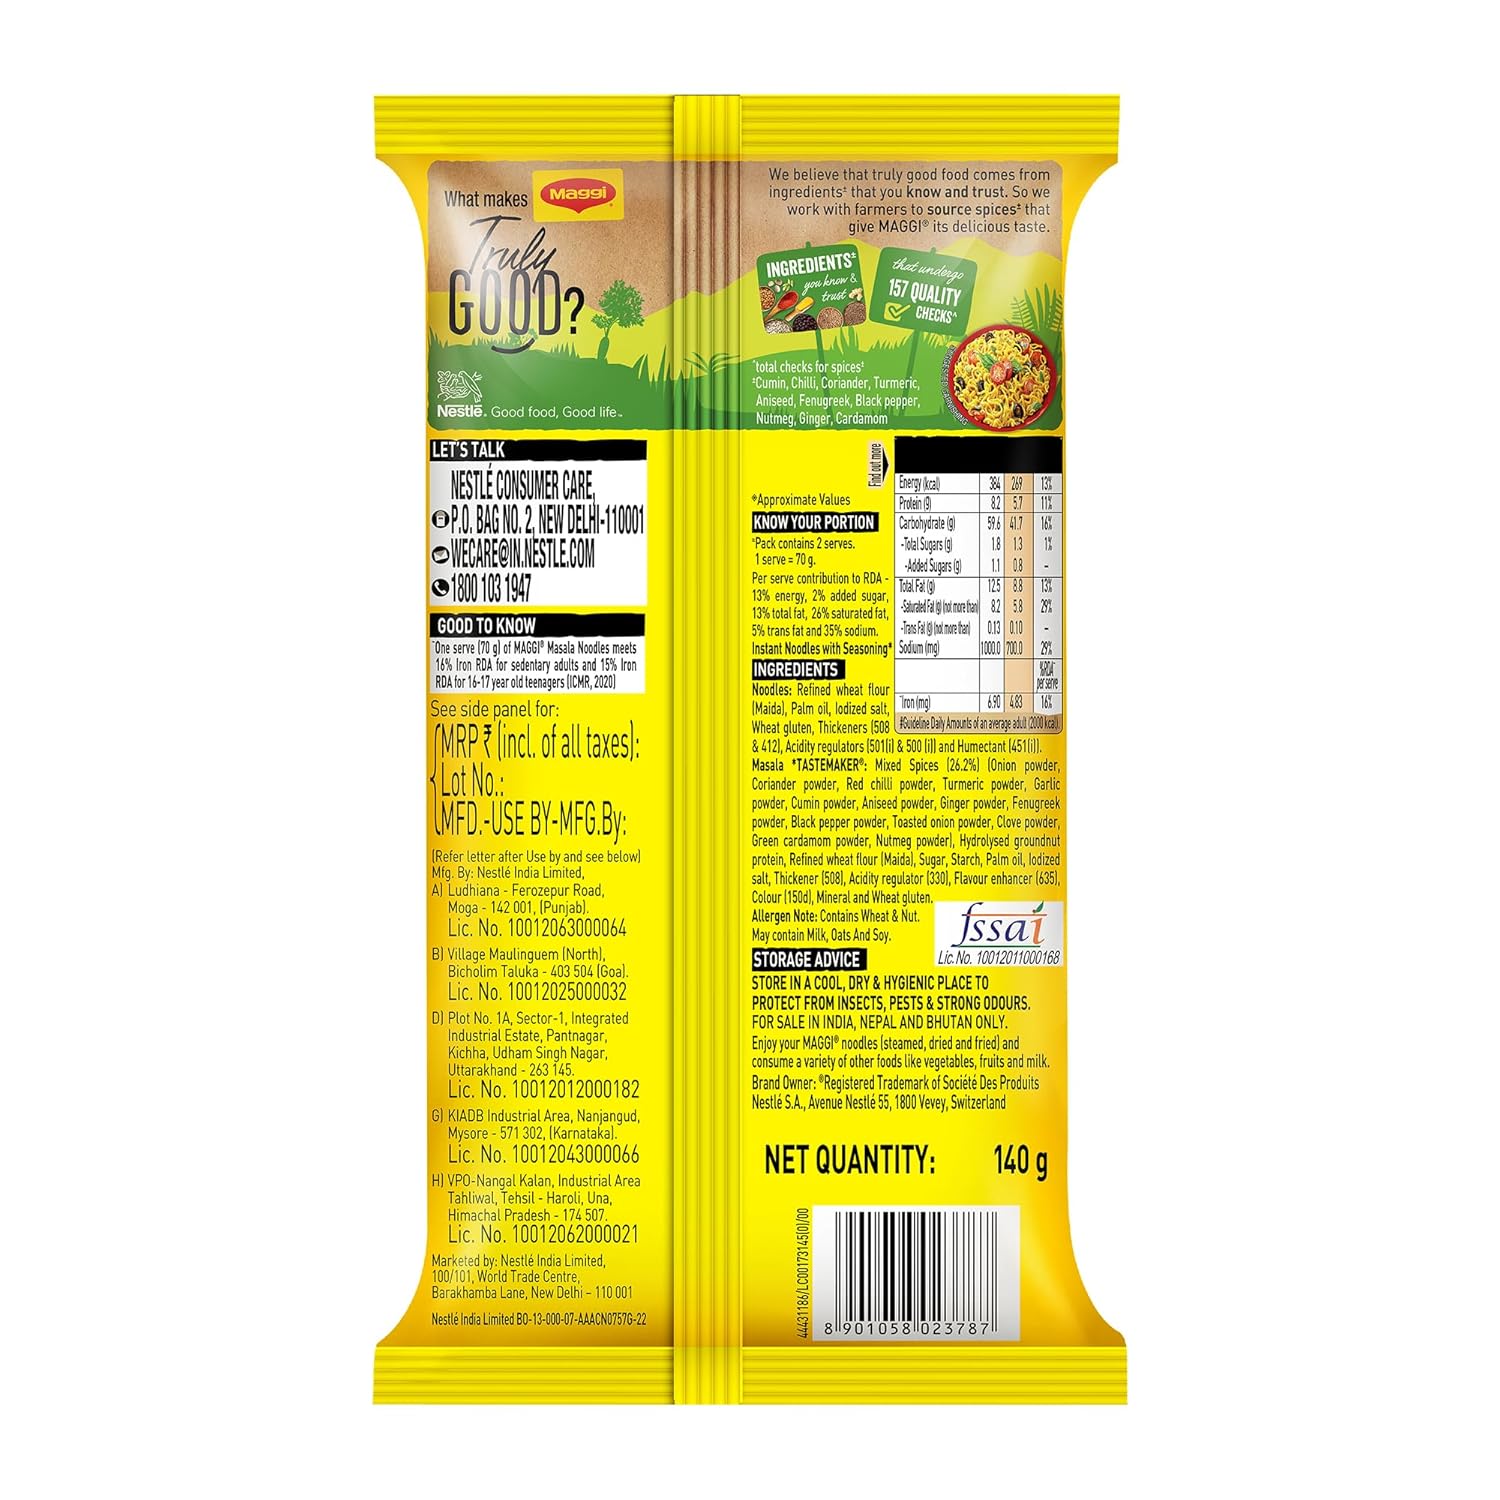 What makes Maggi
Truly
GOOD?
Nestlé. Good food, Good life™
We believe that truly good food comes from
ingredients‡ that you know and trust. So we
work with farmers to source spices‡ that
give MAGGI® its delicious taste.
INGREDIENTS‡
you know &
trust
that undergo
157 QUALITY
CHECKS^
^total checks for spices‡
‡Cumin, Chilli, Coriander, Turmeric,
Aniseed, Fenugreek, Black pepper,
Nutmeg, Ginger, Cardamom
LET'S TALK
NESTLÉ CONSUMER CARE,
P.O. BAG NO. 2, NEW DELHI-110001
WECARE@IN.NESTLE.COM
1800 103 1947
GOOD TO KNOW
~One serve (70 g) of MAGGI® Masala Noodles meets
16% Iron RDA for sedentary adults and 15% Iron
RDA for 16-17 year old teenagers (ICMR, 2020)
See side panel for:
MRP ₹ (incl. of all taxes):
Lot No.:
MFD.-USE BY-MFG.By:
(Refer letter after Use by and see below)
Mfg. By: Nestlé India Limited,
A) Ludhiana - Ferozepur Road,
Moga - 142 001, (Punjab).
Lic. No. 10012063000064
B) Village Maulinguem (North),
Bicholim Taluka - 403 504 (Goa).
Lic. No. 10012025000032
D) Plot No. 1A, Sector-1, Integrated
Industrial Estate, Pantnagar,
Kichha, Udham Singh Nagar,
Uttarakhand - 263 145.
Lic. No. 10012012000182
G) KIADB Industrial Area, Nanjangud,
Mysore - 571 302, (Karnataka).
Lic. No. 10012043000066
H) VPO-Nangal Kalan, Industrial Area
Tahliwal, Tehsil - Haroli, Una,
Himachal Pradesh - 174 507.
Lic. No. 10012062000021
Marketed by: Nestlé India Limited,
100/101, World Trade Centre,
Barakhamba Lane, New Delhi – 110 001
Nestlé India Limited BO-13-000-07-AAACN0757G-22
Find out more
Energy (kcal) 384 269 13%
Protein (g) 8.2 5.7 11%
Carbohydrate (g) 59.6 41.7 16%
-Total Sugars (g) 1.8 1.3 1%
-Added Sugars (g) 1.1 0.8 -
Total Fat (g) 12.5 8.8 13%
-Saturated Fat (g) (not more than) 8.2 5.8 29%
-Trans Fat (g) (not more than) 0.13 0.10 -
Sodium (mg) 1000.0 700.0 29%
%RDA~
per serve
~Iron (mg) 6.90 4.83 16%
#Guideline Daily Amounts of an average adult (2000 kcal).
*Approximate Values
KNOW YOUR PORTION
*Pack contains 2 serves.
1 serve = 70 g.
Per serve contribution to RDA -
13% energy, 2% added sugar,
13% total fat, 26% saturated fat,
5% trans fat and 35% sodium.
Instant Noodles with Seasoning*
INGREDIENTS
Noodles: Refined wheat flour
(Maida), Palm oil, Iodized salt,
Wheat gluten, Thickeners (508
& 412), Acidity regulators (501(i) & 500 (i)) and Humectant (451(i)).
Masala *TASTEMAKER®: Mixed Spices (26.2%) (Onion powder,
Coriander powder, Red chilli powder, Turmeric powder, Garlic
powder, Cumin powder, Aniseed powder, Ginger powder, Fenugreek
powder, Black pepper powder, Toasted onion powder, Clove powder,
Green cardamom powder, Nutmeg powder), Hydrolysed groundnut
protein, Refined wheat flour (Maida), Sugar, Starch, Palm oil, Iodized
salt, Thickener (508), Acidity regulator (330), Flavour enhancer (635),
Colour (150d), Mineral and Wheat gluten.
Allergen Note: Contains Wheat & Nut.
May contain Milk, Oats And Soy.
fssai
Lic. No. 10012011000168
STORAGE ADVICE
STORE IN A COOL, DRY & HYGIENIC PLACE TO
PROTECT FROM INSECTS, PESTS & STRONG ODOURS.
FOR SALE IN INDIA, NEPAL AND BHUTAN ONLY.
Enjoy your MAGGI® noodles (steamed, dried and fried) and
consume a variety of other foods like vegetables, fruits and milk.
Brand Owner: ®Registered Trademark of Société Des Produits
Nestlé S.A., Avenue Nestlé 55, 1800 Vevey, Switzerland
NET QUANTITY: 140 g
44431186/LC00173145(0)/00
8 901058 023787